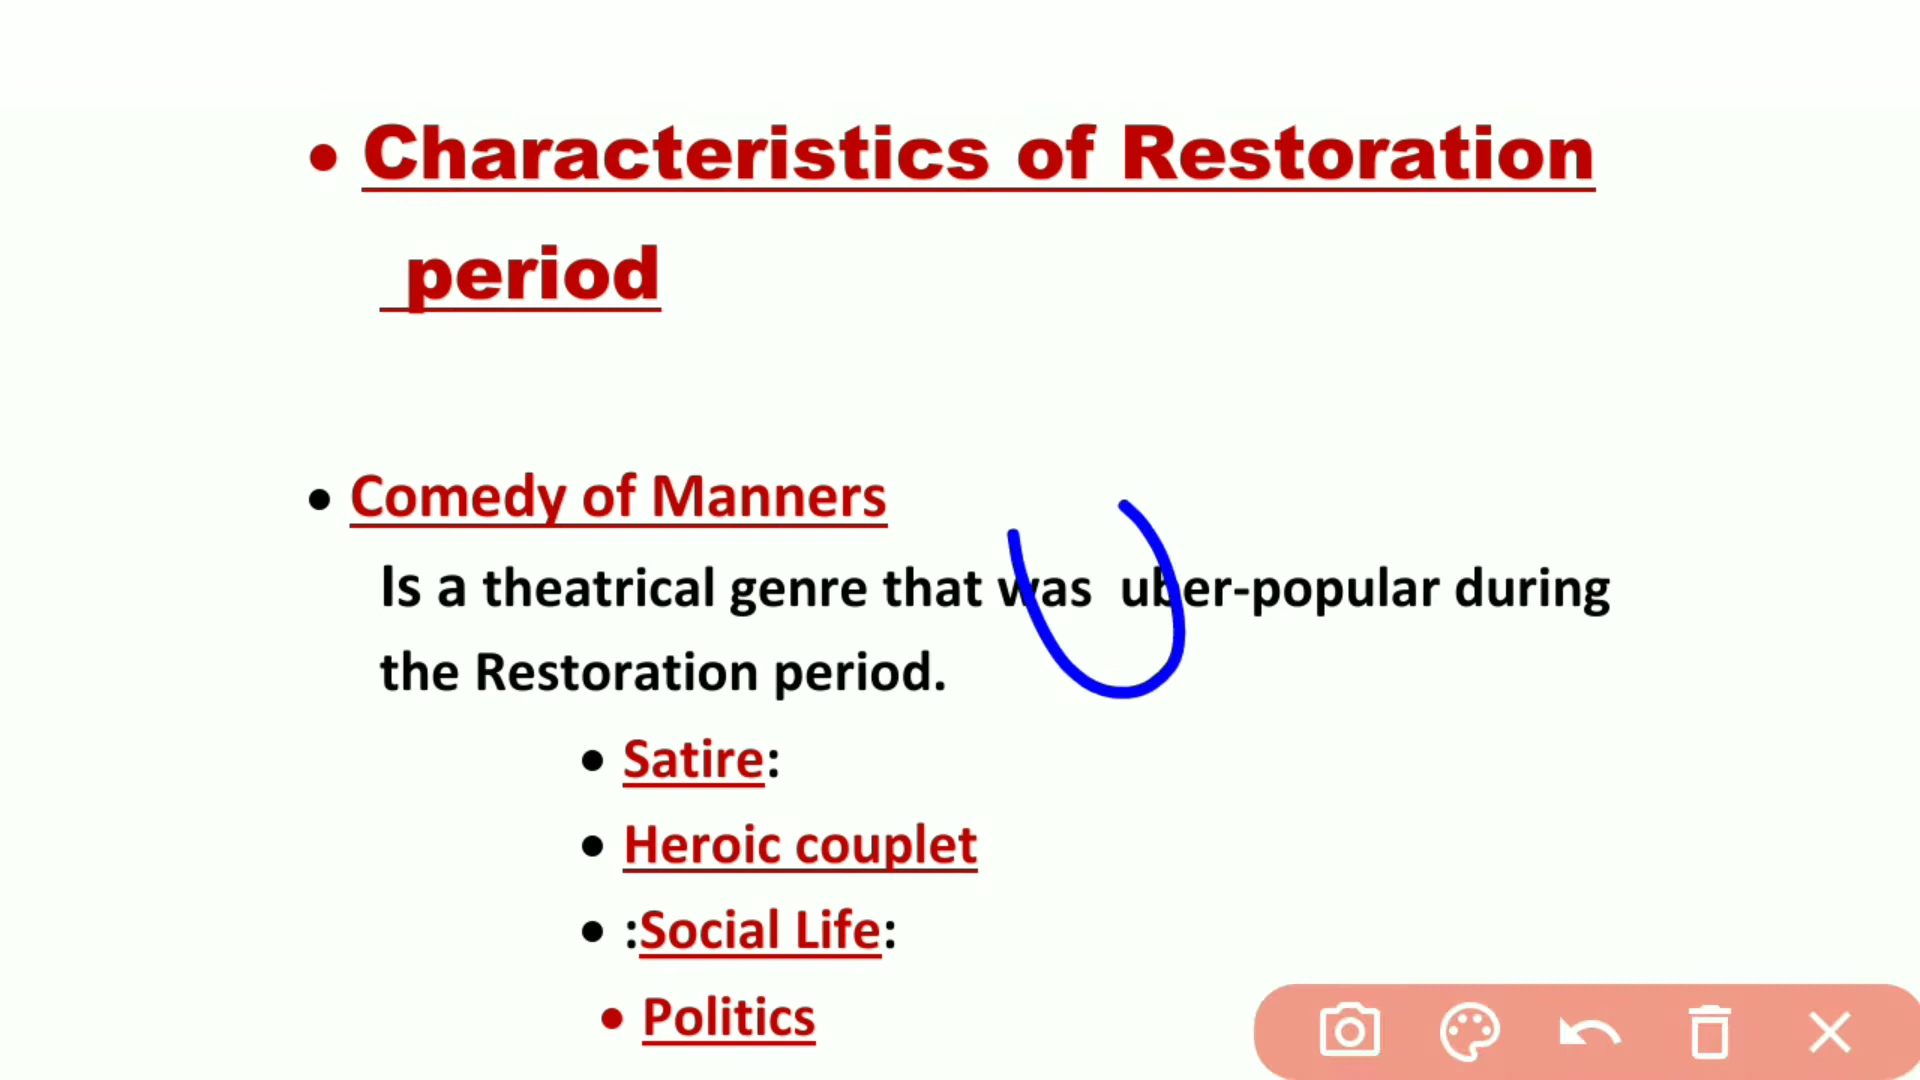 • Characteristics of Restoration
period
• Comedy of Manners
Is a theatrical genre that was uber-popular during
the Restoration period.
• Satire:
• Heroic couplet
• :Social Life:
• Politics